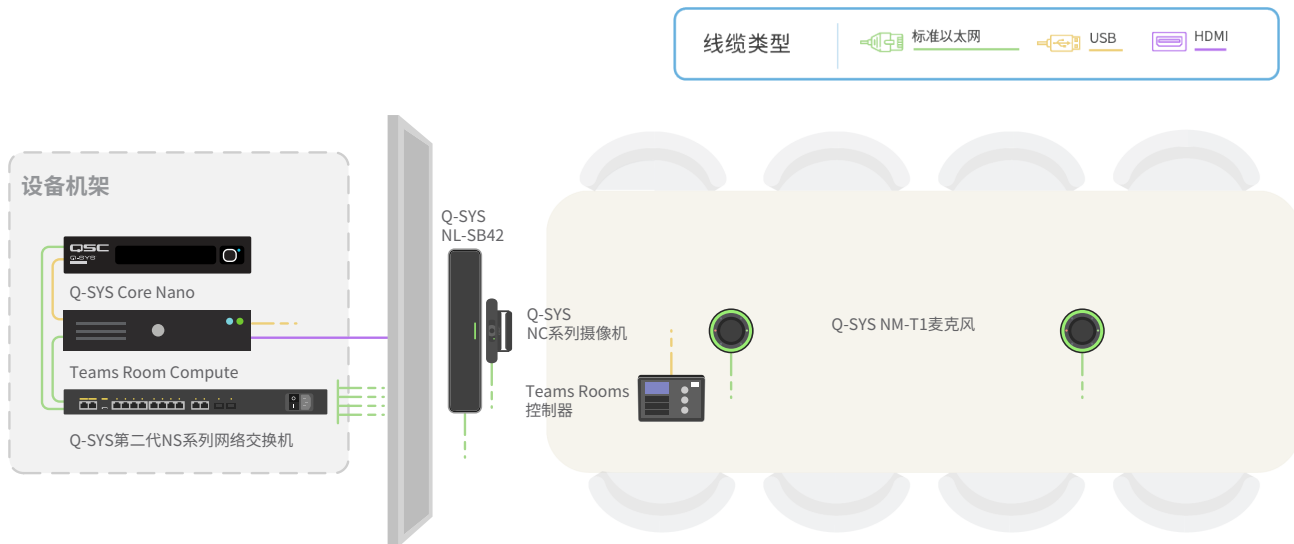 线缆类型
标准以太网
USB
HDMI
设备机架
QSC
Q-SYS
Q-SYS Core Nano
Teams Room Compute
Q-SYS第二代NS系列网络交换机
Q-SYS
NL-SB42
Q-SYS
NC系列摄像机
Teams Rooms
控制器
Q-SYS NM-T1麦克风